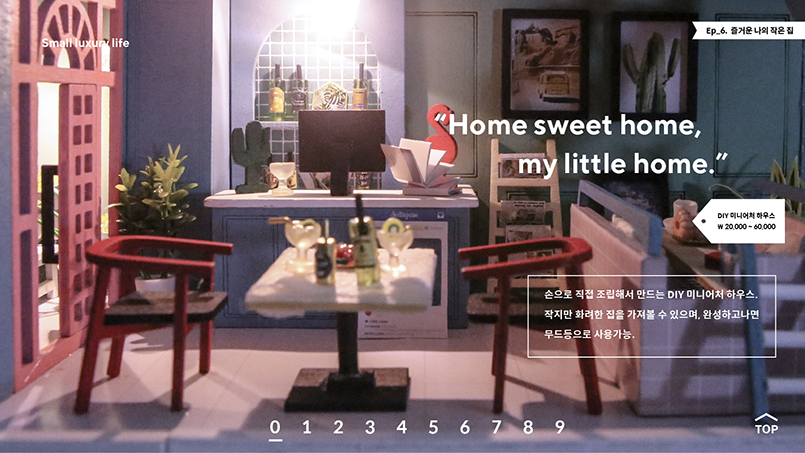 Small luxury life
Ep_6. 즐거운 나의 작은 집
“Home sweet home,
my little home.”
DIY 미니어처 하우스
₩ 20,000 ~ 60,000
손으로 직접 조립해서 만드는 DIY 미니어처 하우스.
작지만 화려한 집을 가져볼 수 있으며, 완성하고나면
무드등으로 사용가능.
0 1 2 3 4 5 6 7 8 9
TOP